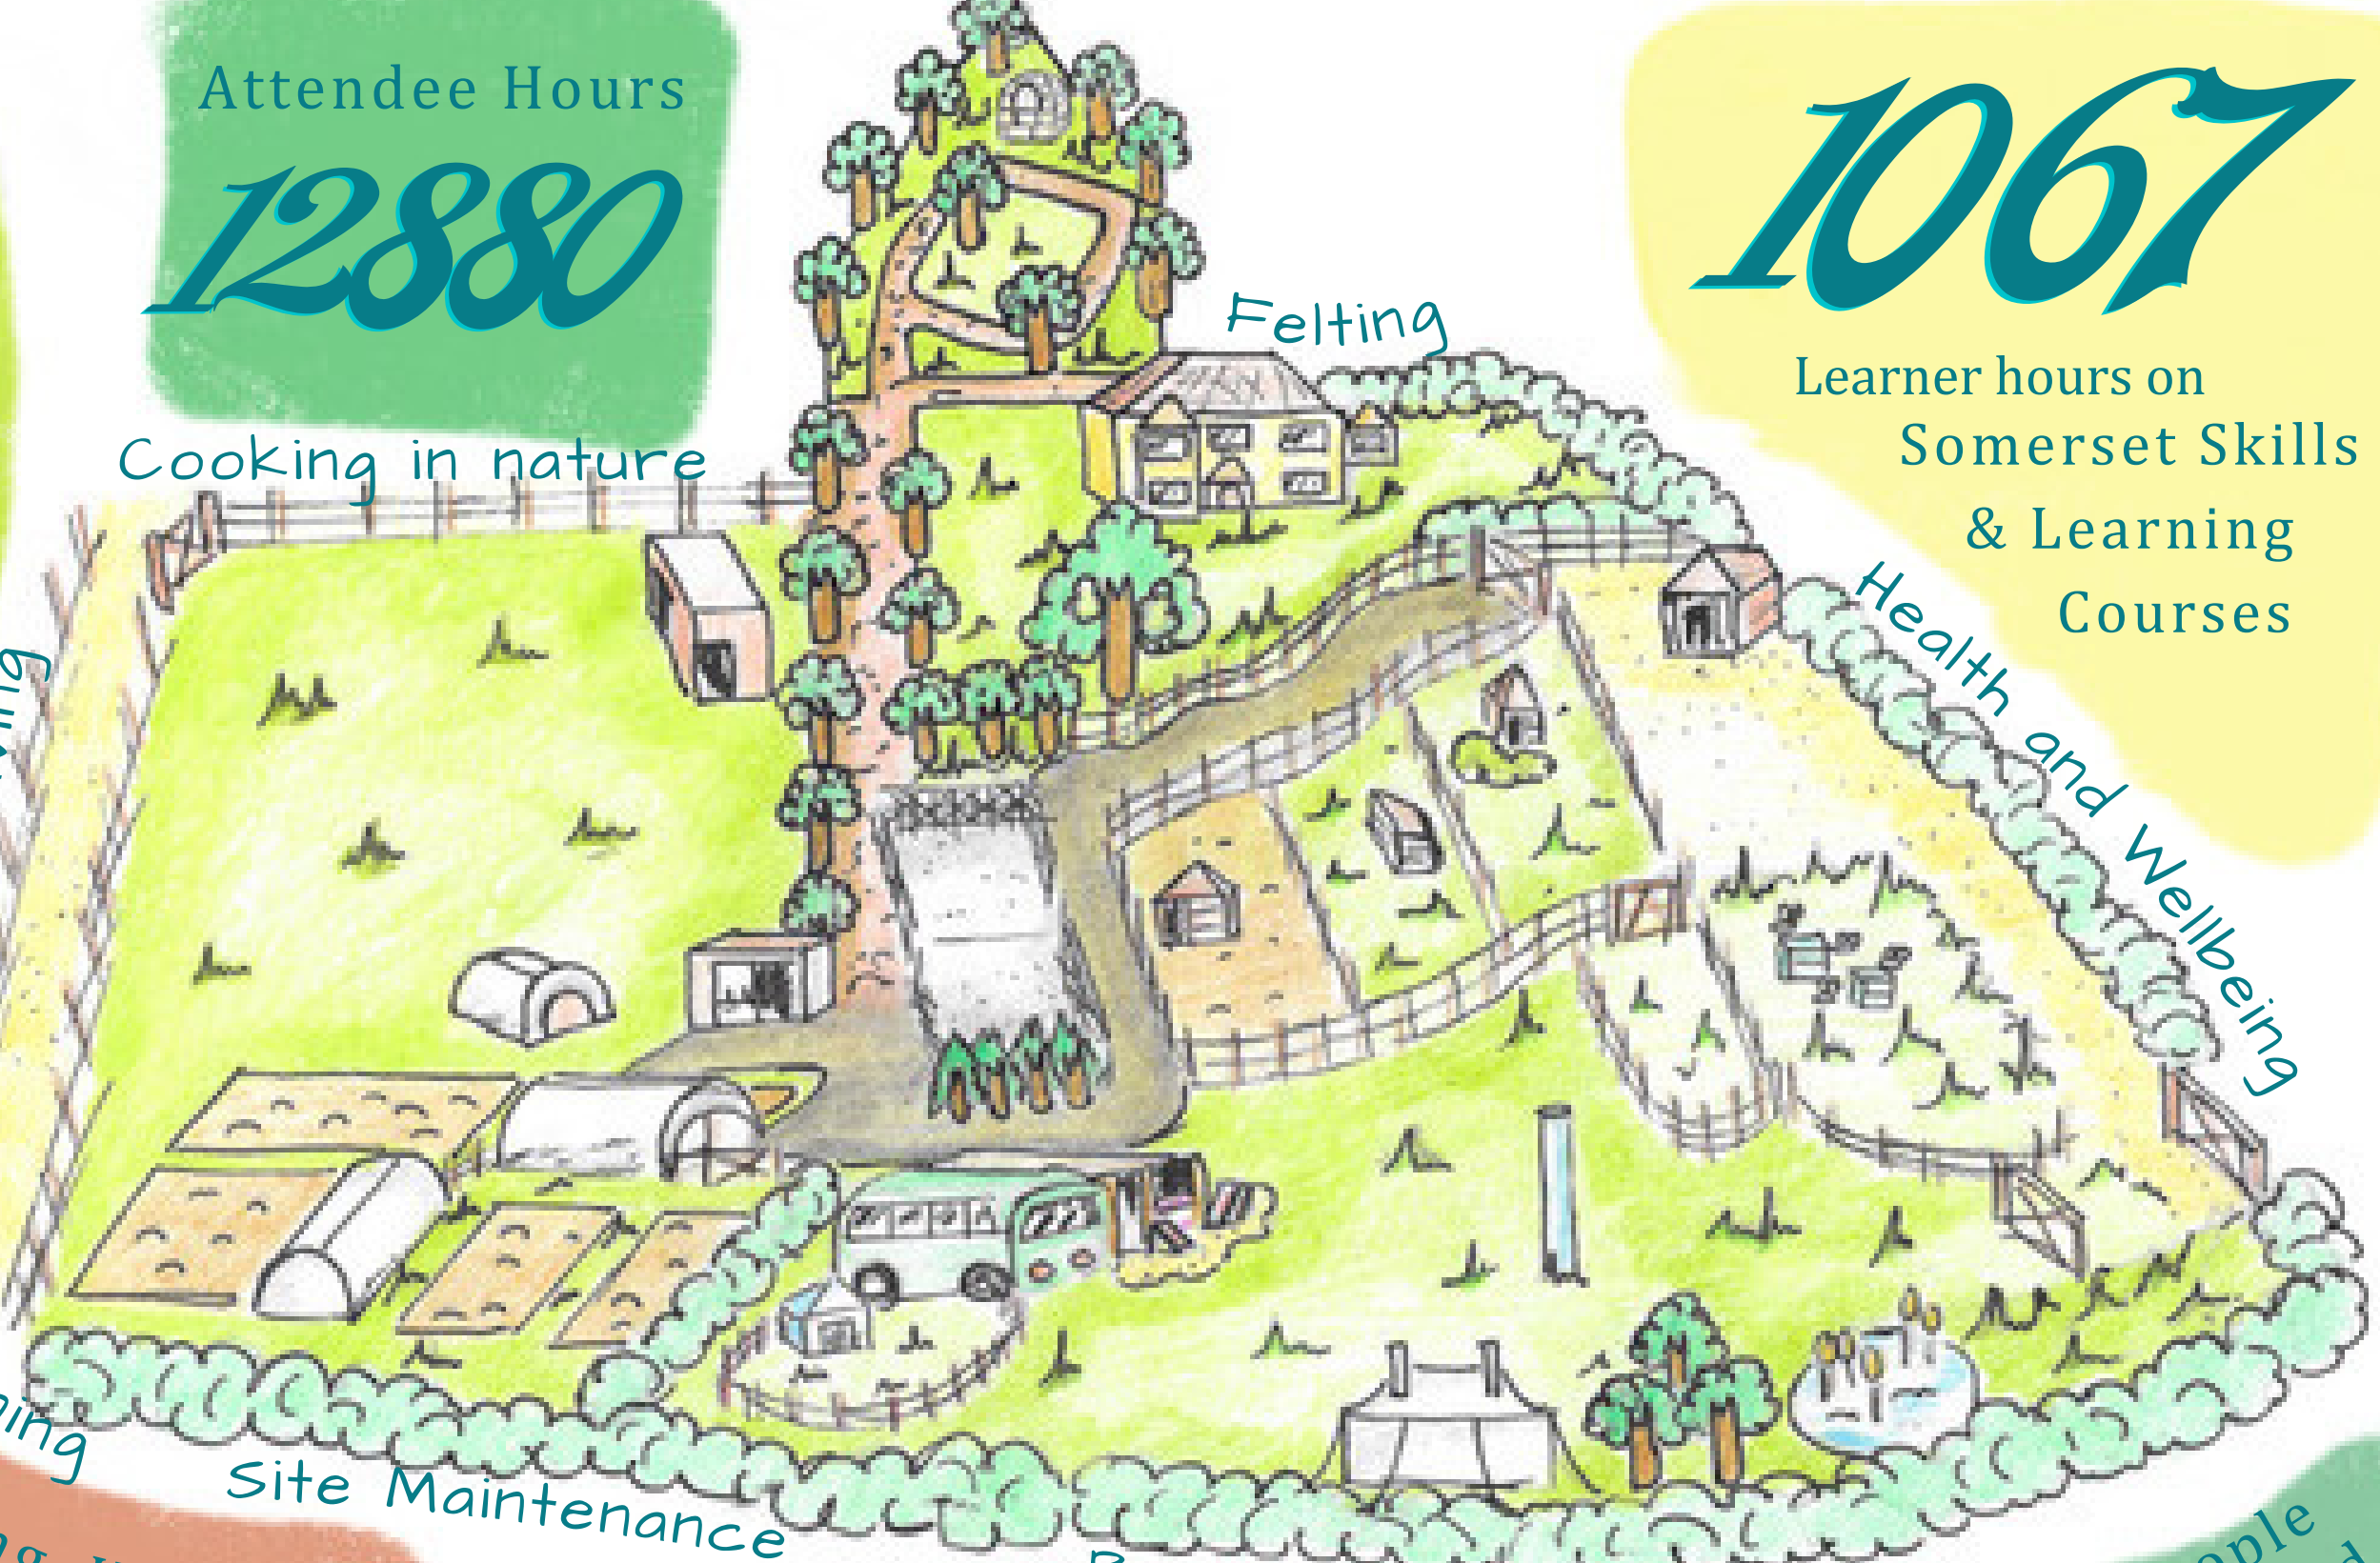 Attendee Hours
12880
1067
Learner hours on
Somerset Skills
& Learning
Courses
Felting
Cooking in nature
Health and Wellbeing
Site Maintenance